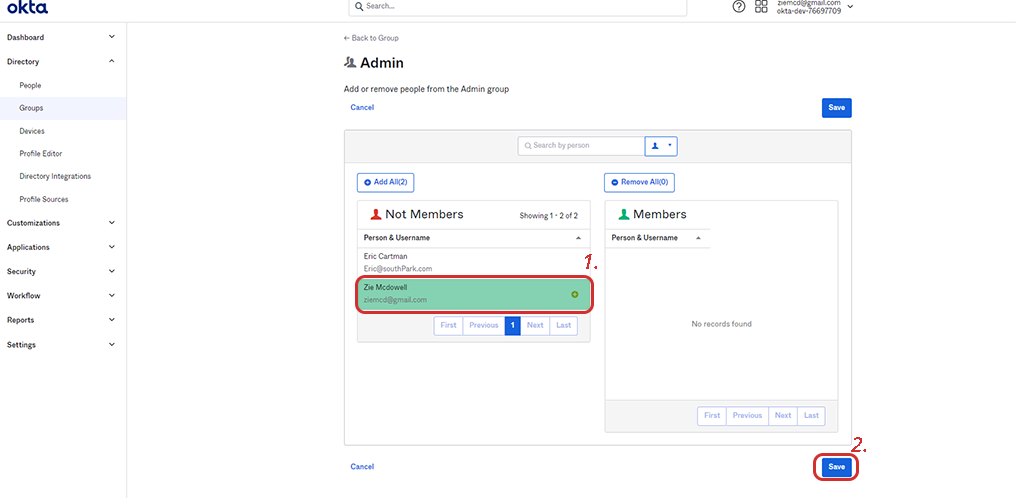 okta
Search...
ziemcd@gmail.com
okta-dev-76697709
Dashboard
Directory
People
Groups
Devices
Profile Editor
Directory Integrations
Profile Sources
Customizations
Applications
Security
Workflow
Reports
Settings
← Back to Group
Admin
Add or remove people from the Admin group
Cancel
Save
Search by person
Add All(2)
Not Members
Showing 1 - 2 of 2
Person & Username
Eric Cartman
Eric@southPark.com
1.
Zie Mcdowell
ziemcd@gmail.com
First Previous 1 Next Last
Remove All(0)
Members
Person & Username
No records found
First Previous Next Last
Cancel
2.
Save